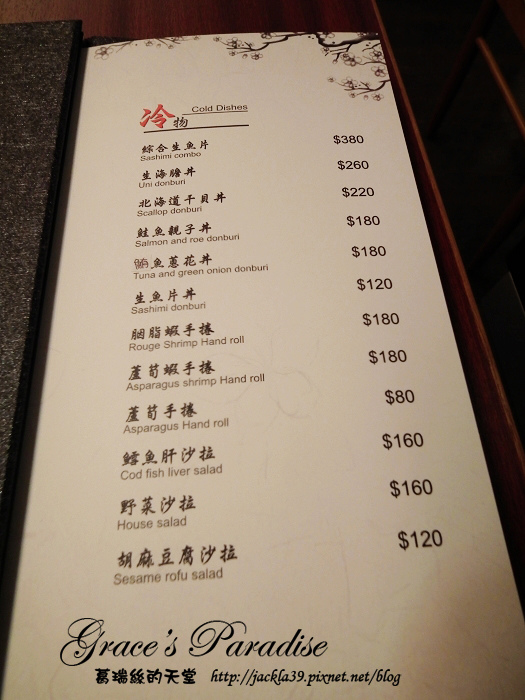 冷物 Cold Dishes
綜合生魚片 $380
Sashimi combo
生海膽丼 $260
Uni donburi
北海道干貝丼 $220
Scallop donburi
鮭魚親子丼 $180
Salmon and roe donburi
鮪魚蔥花丼 $180
Tuna and green onion donburi
生魚片丼 $120
Sashimi donburi
胭脂蝦手捲 $180
Rouge Shrimp Hand roll
蘆筍蝦手捲 $180
Asparagus shrimp Hand roll
蘆筍手捲 $80
Asparagus Hand roll
鱈魚肝沙拉 $160
Cod fish liver salad
野菜沙拉 $160
House salad
胡麻豆腐沙拉 $120
Sesame rofu salad
Grace's Paradise
葛瑞絲的天堂 http://jackla39.pixnet.net/blog